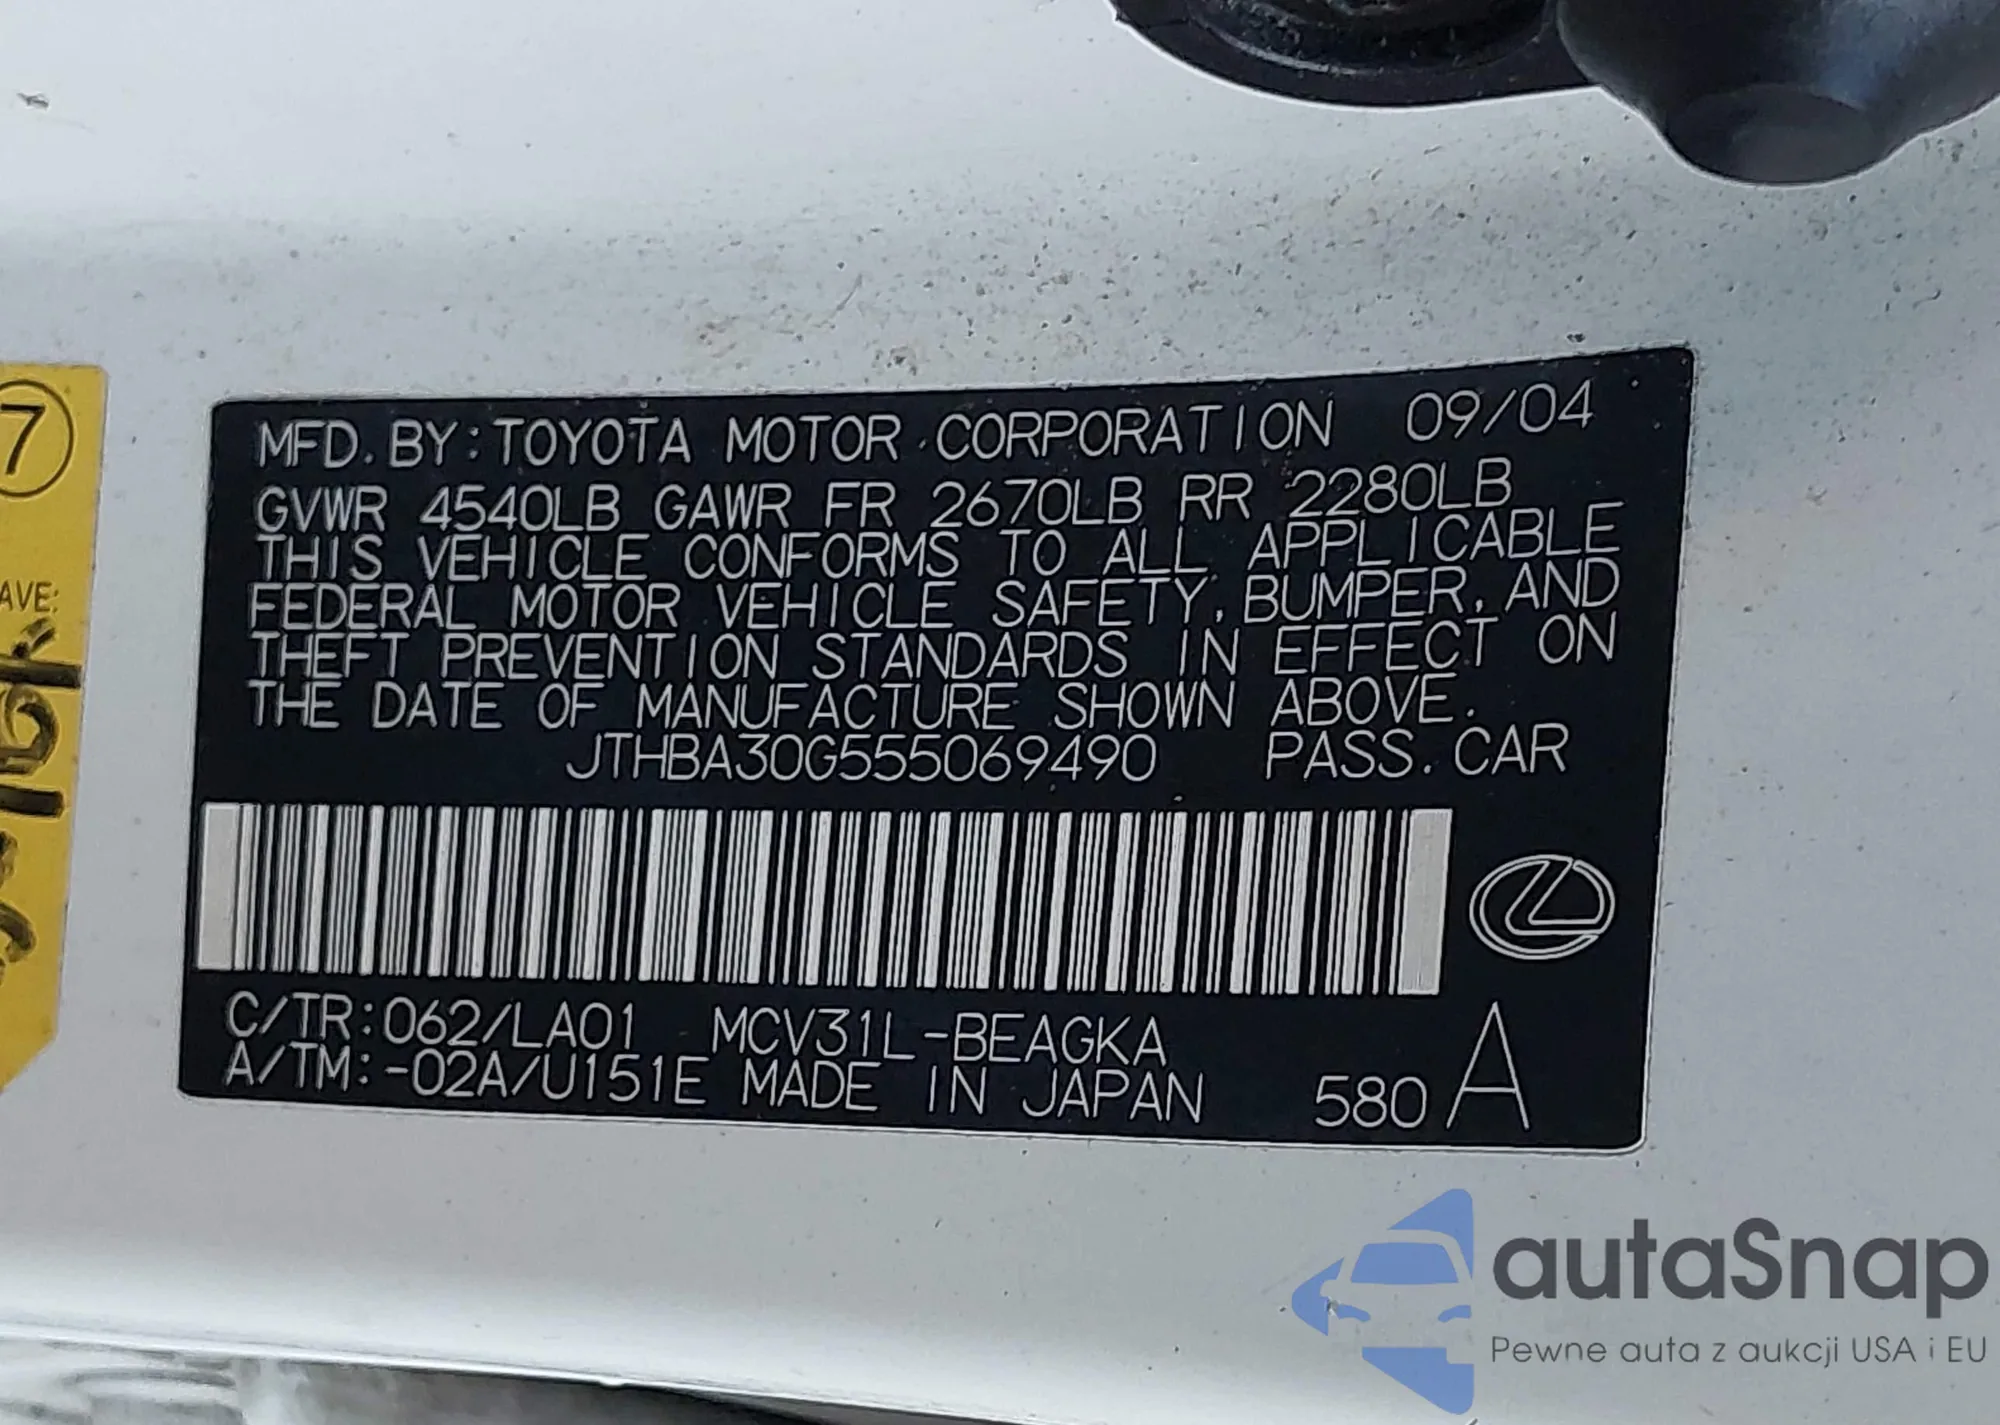 MFD. BY: TOYOTA MOTOR CORPORATION 09/04
GVWR 4540LB GAWR FR 2670LB RR 2280LB
THIS VEHICLE CONFORMS TO ALL APPLICABLE
FEDERAL MOTOR VEHICLE SAFETY, BUMPER, AND
THEFT PREVENTION STANDARDS IN EFFECT ON
THE DATE OF MANUFACTURE SHOWN ABOVE.
JTHBA30G555069490 PASS. CAR
C/TR:062/LA01 MCV31L-BEAGKA
A/TM:-02A/U151E MADE IN JAPAN 580 A
7
AVE:
autaSnap
Pewne auta z aukcji USA i EU